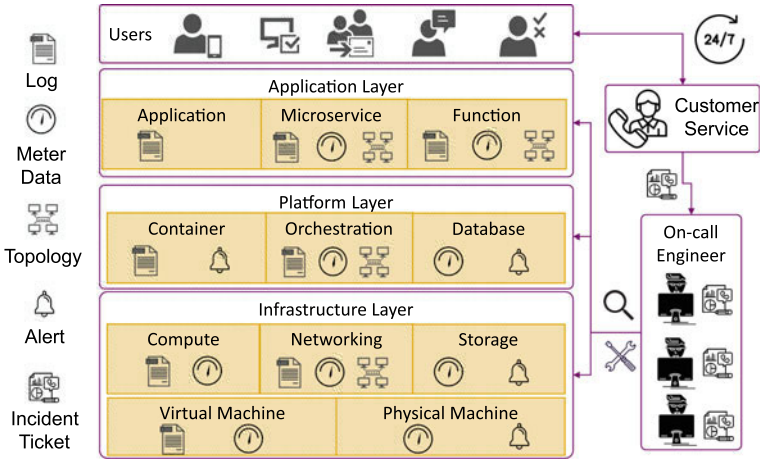 Users
24/7
Log
Application Layer
Application
Microservice
Function
Customer
Service
Meter
Data
Platform Layer
Container
Orchestration
Database
On-call
Engineer
Topology
Infrastructure Layer
Compute
Networking
Storage
Alert
Virtual Machine
Physical Machine
Incident
Ticket